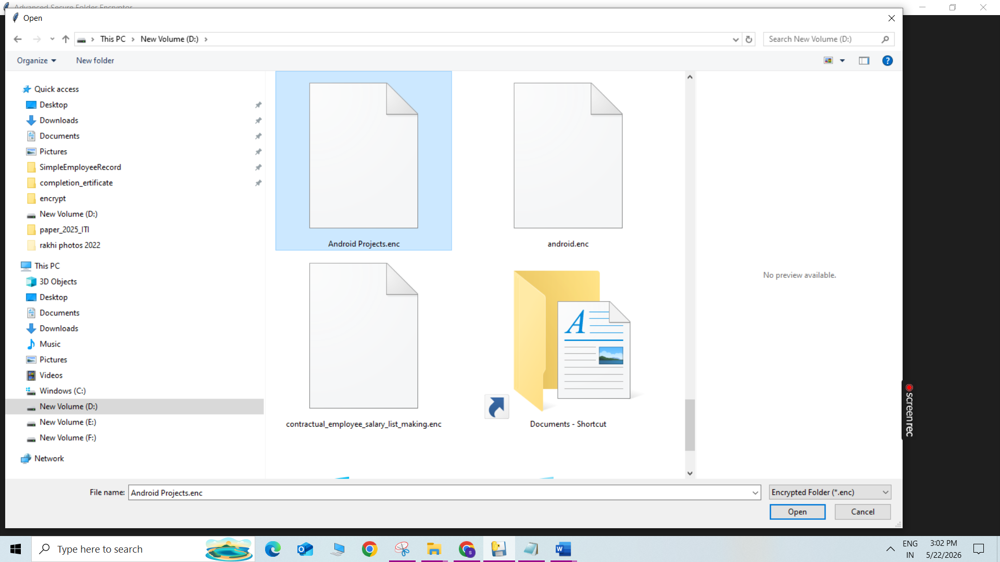 Advanced Secure Folder Encryptor
Open
This PC
New Volume (D:)
Search New Volume (D:)
Organize
New folder
?
Quick access
Desktop
Downloads
Documents
Pictures
SimpleEmployeeRecord
completion_ertificate
encrypt
New Volume (D:)
paper_2025_ITI
rakhi photos 2022
This PC
3D Objects
Desktop
Documents
Downloads
Music
Pictures
Videos
Windows (C:)
New Volume (D:)
New Volume (E:)
New Volume (F:)
Network
Android Projects.enc
android.enc
A
contractual_employee_salary_list_making.enc
Documents - Shortcut
No preview available.
screenrec
File name:
Android Projects.enc
Encrypted Folder (*.enc)
Open
Cancel
Type here to search
ENG
IN
3:02 PM
5/22/2026